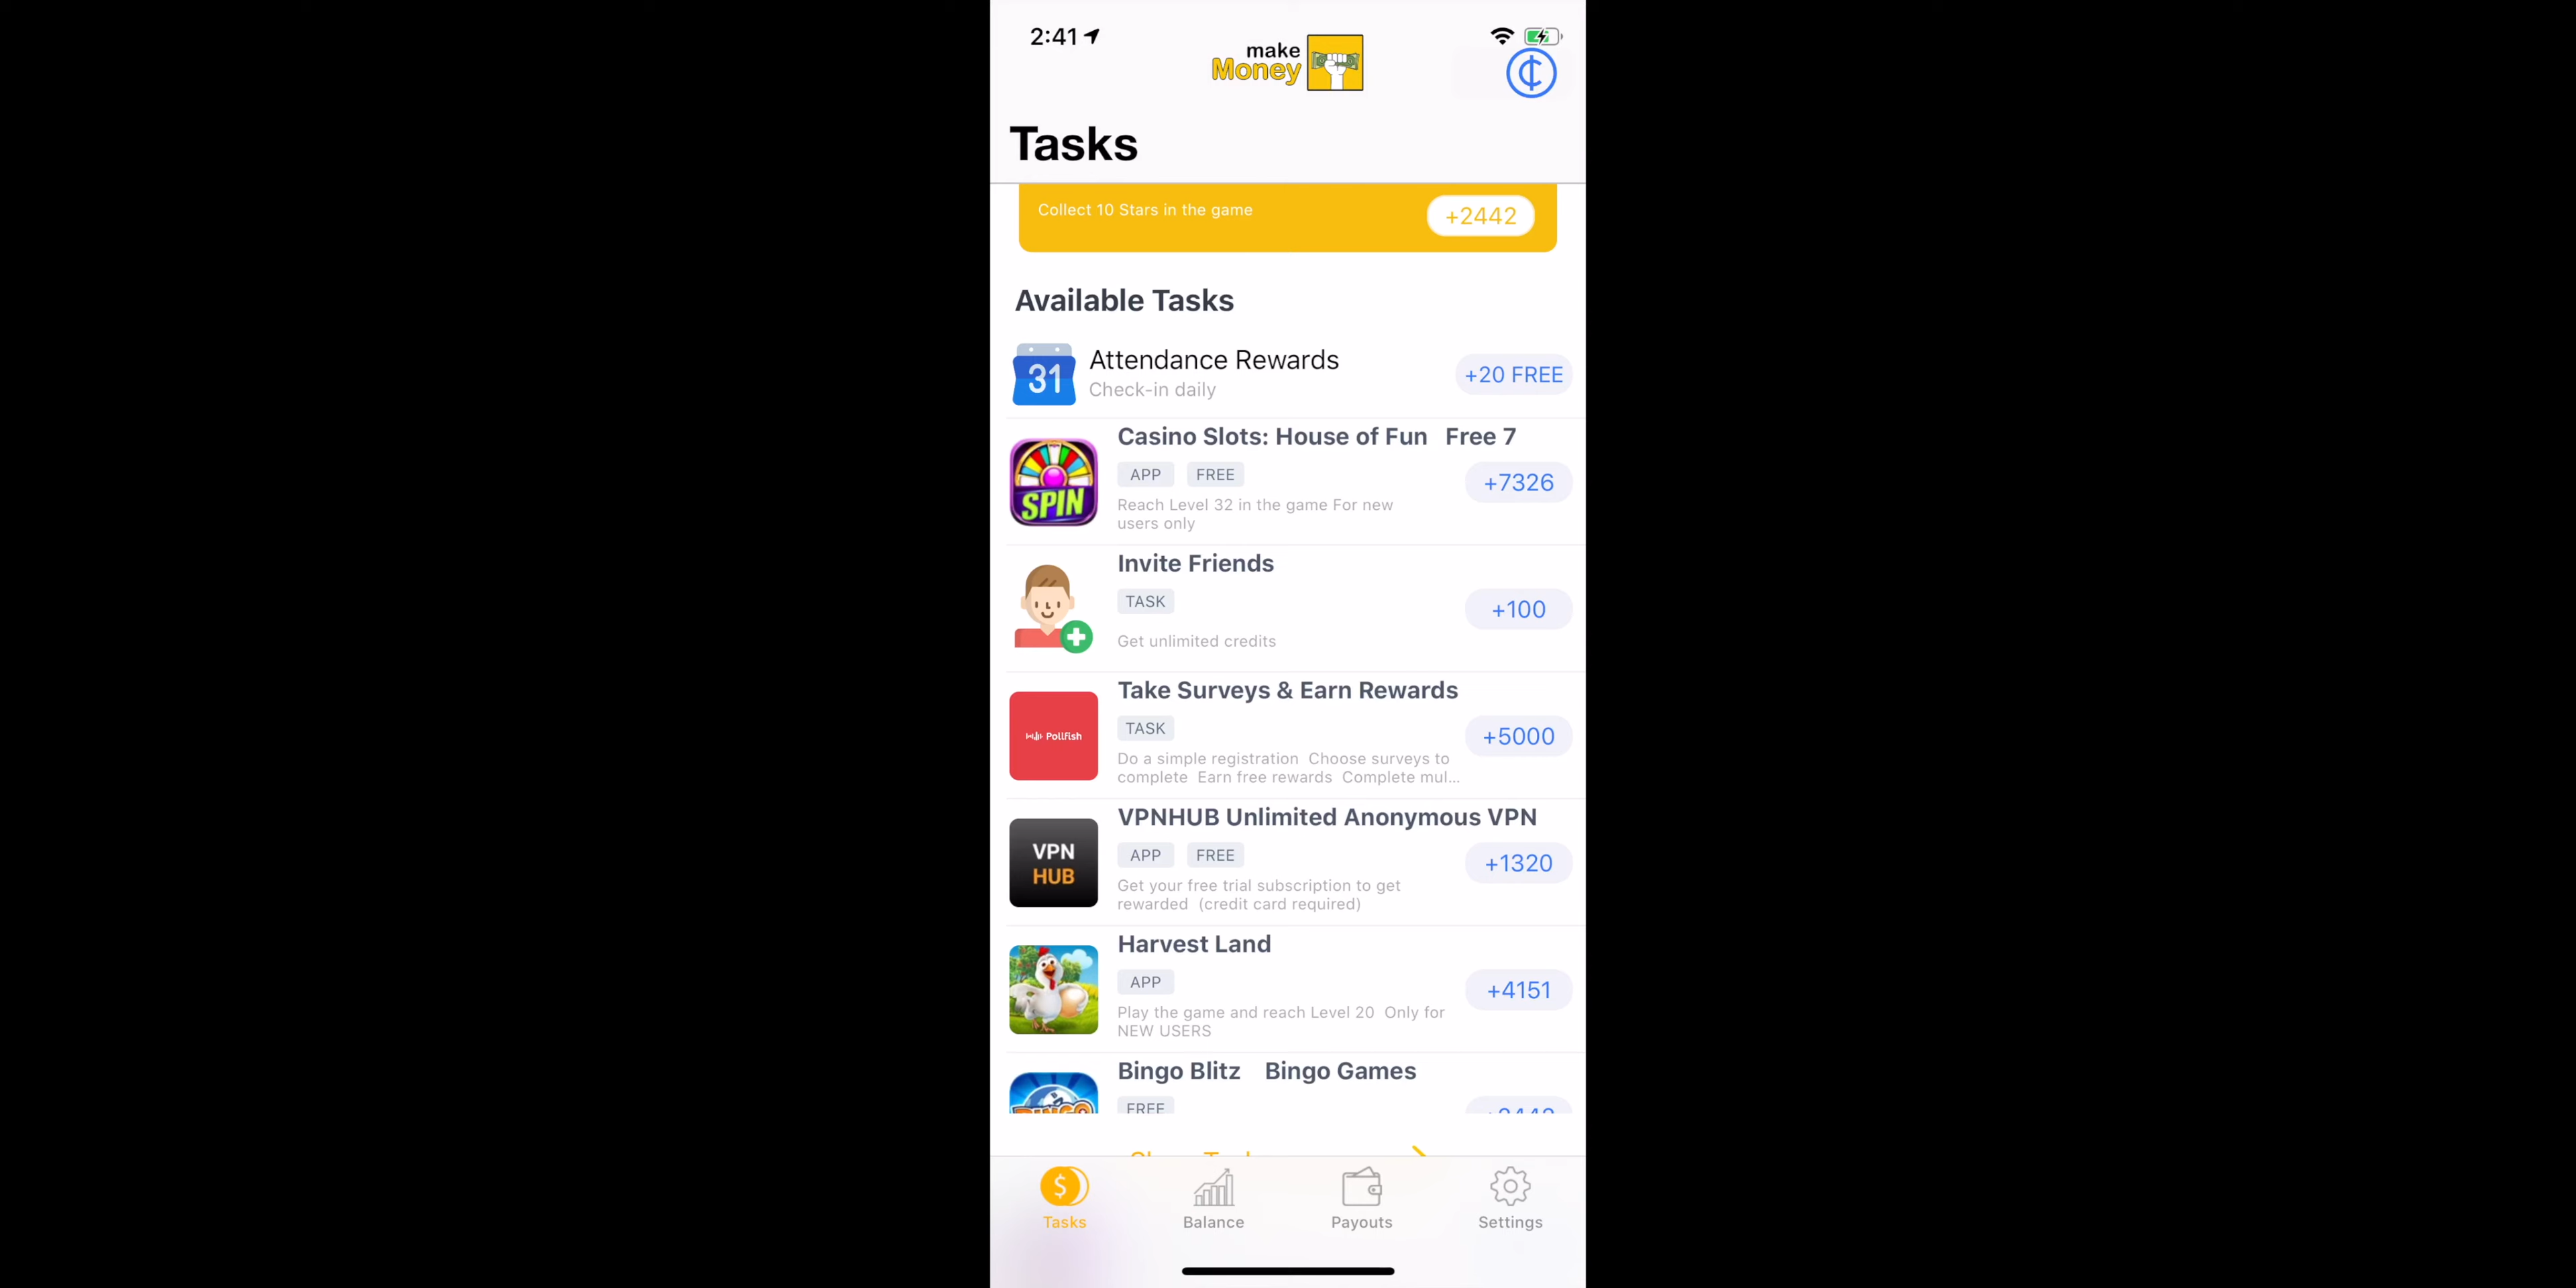 2:41
make
Money
Tasks
Collect 10 Stars in the game
+2442
Available Tasks
31
Attendance Rewards
Check-in daily
+20 FREE
SPIN
Casino Slots: House of Fun Free 7
APP FREE
+7326
Reach Level 32 in the game For new
users only
Invite Friends
TASK
+100
Get unlimited credits
Pollfish
Take Surveys & Earn Rewards
TASK
+5000
Do a simple registration Choose surveys to
complete Earn free rewards Complete mul...
VPN
HUB
VPNHUB Unlimited Anonymous VPN
APP FREE
+1320
Get your free trial subscription to get
rewarded (credit card required)
Harvest Land
APP
+4151
Play the game and reach Level 20 Only for
NEW USERS
Bingo Blitz Bingo Games
FREE
Tasks
Balance
Payouts
Settings